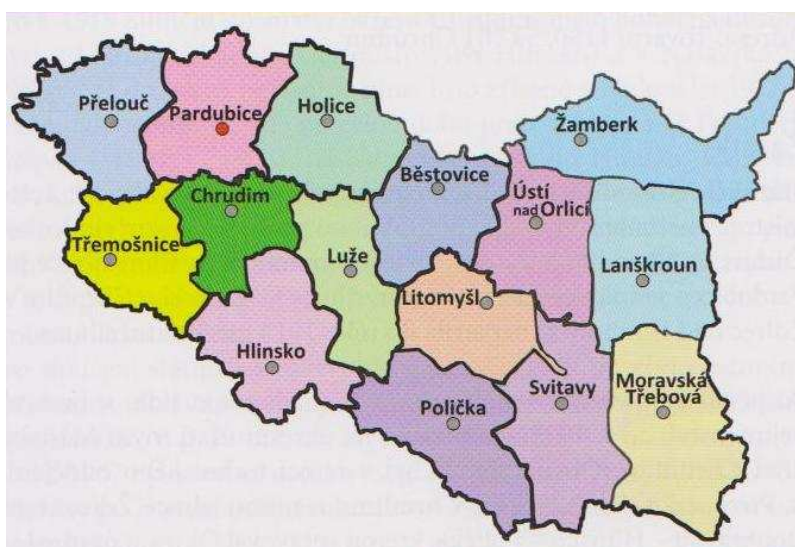 Přelouč
Pardubice
Holice
Žamberk
Běstovice
Chrudim
Ústí
nad Orlicí
Třemošnice
Luže
Lanškroun
Litomyšl
Hlinsko
Svitavy
Moravská
Třebová
Polička